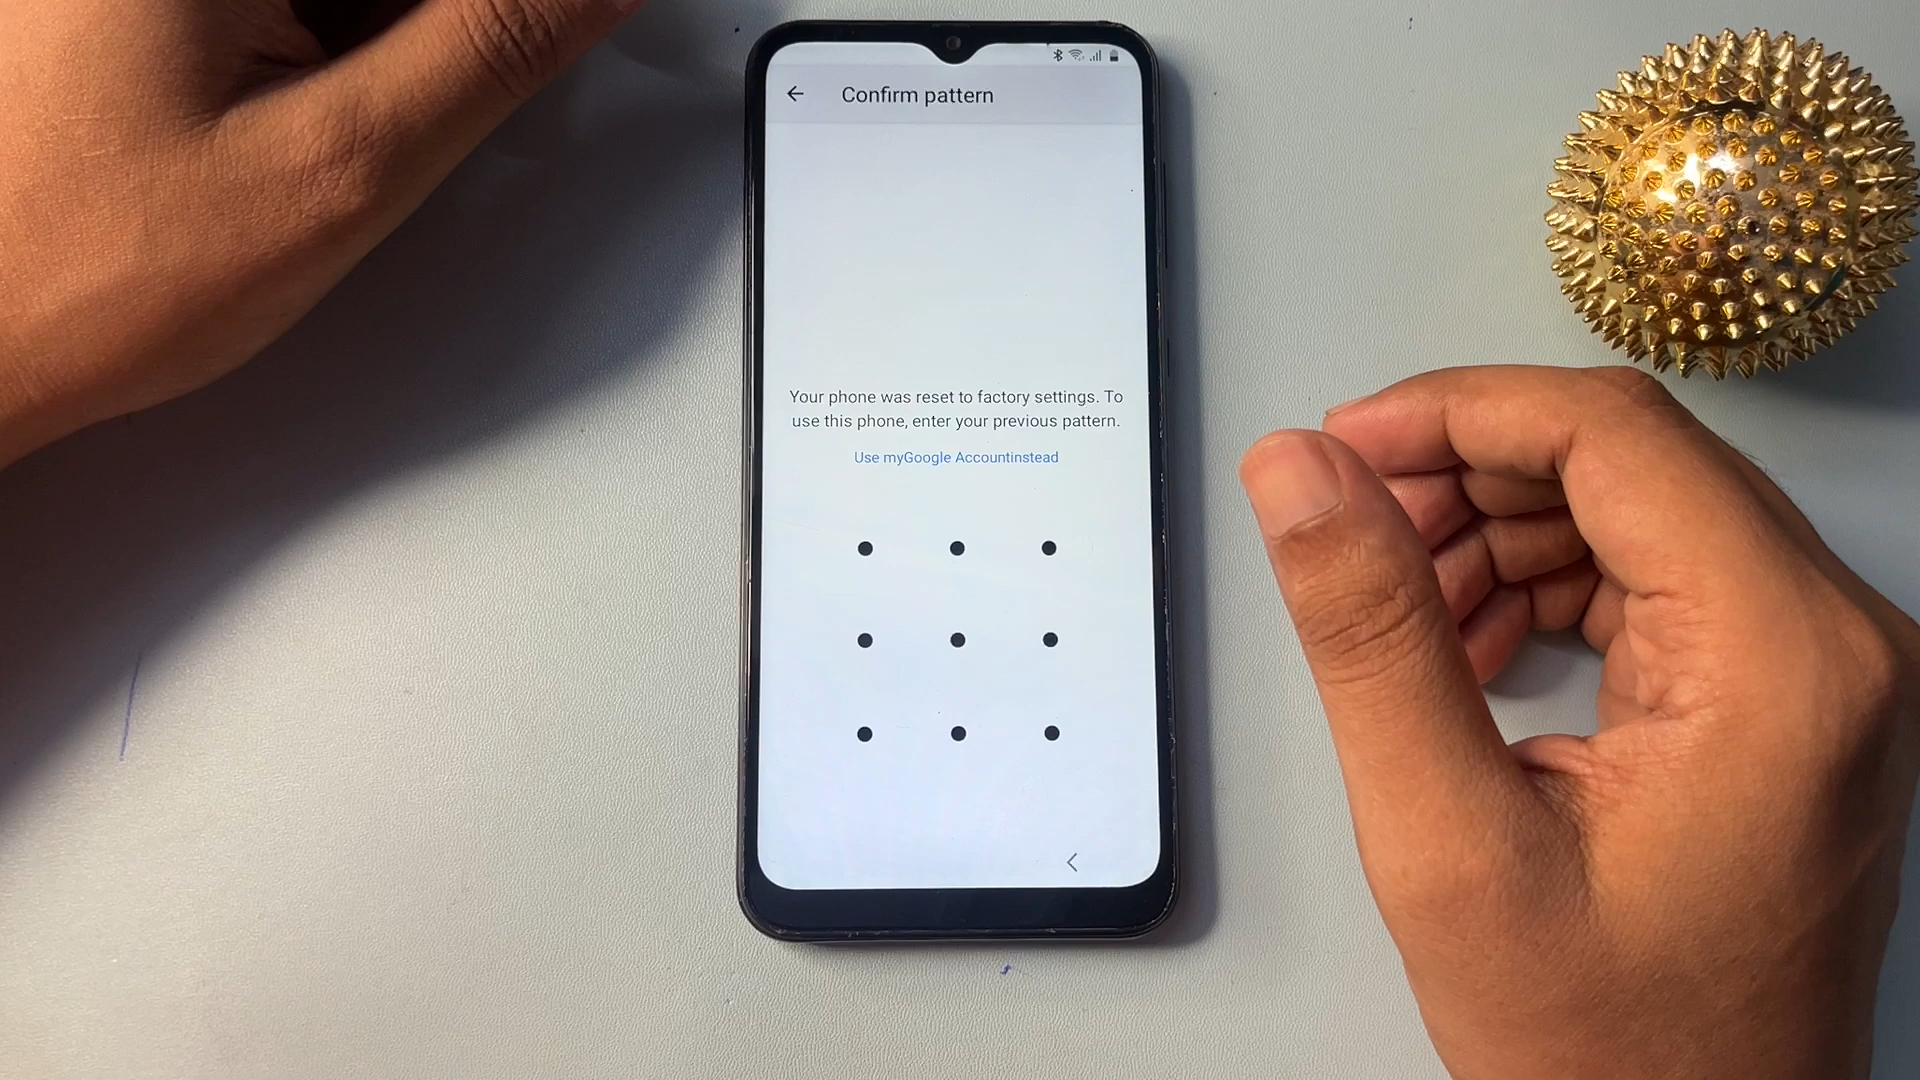 Confirm pattern
Your phone was reset to factory settings. To
use this phone, enter your previous pattern.
Use myGoogle Accountinstead